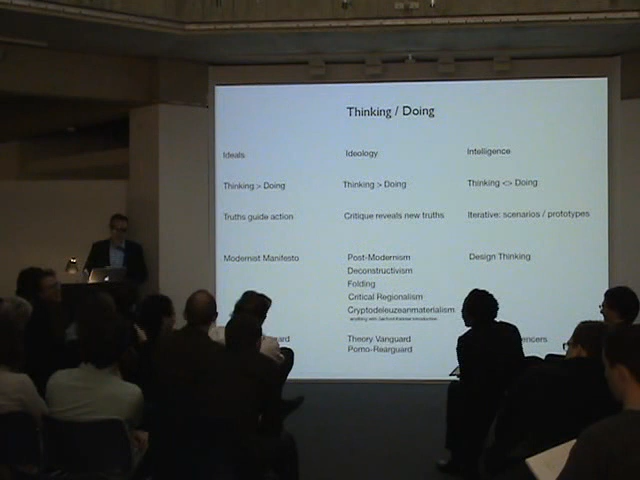 Thinking / Doing
Ideals Ideology Intelligence
Thinking > Doing Thinking > Doing Thinking <> Doing
Truths guide action Critique reveals new truths Iterative: scenarios / prototypes
Modernist Manifesto Post-Modernism Design Thinking
Deconstructivism
Folding
Critical Regionalism
Cryptodeleuzeanmaterialism
Theory Vanguard
Pomo-Rearguard